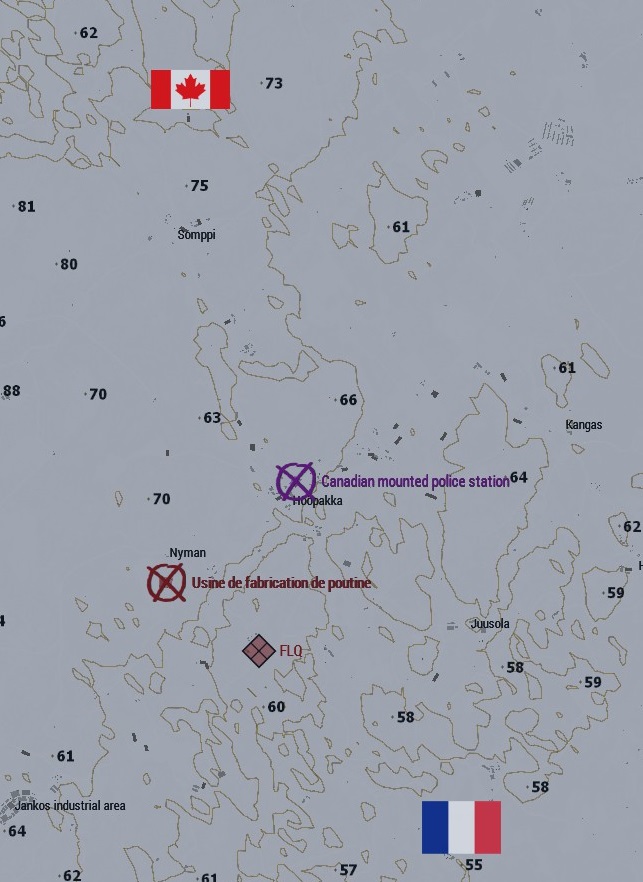 62
73
75
81
Somppi
61
80
6
61
88
70
66
63
Kangas
Canadian mounted police station
64
Hoopakka
70
62
Nyman
H
Usine de fabrication de poutine
59
4
Juusola
FLQ
58
59
60
58
61
58
Jankos industrial area
64
55
57
62
61